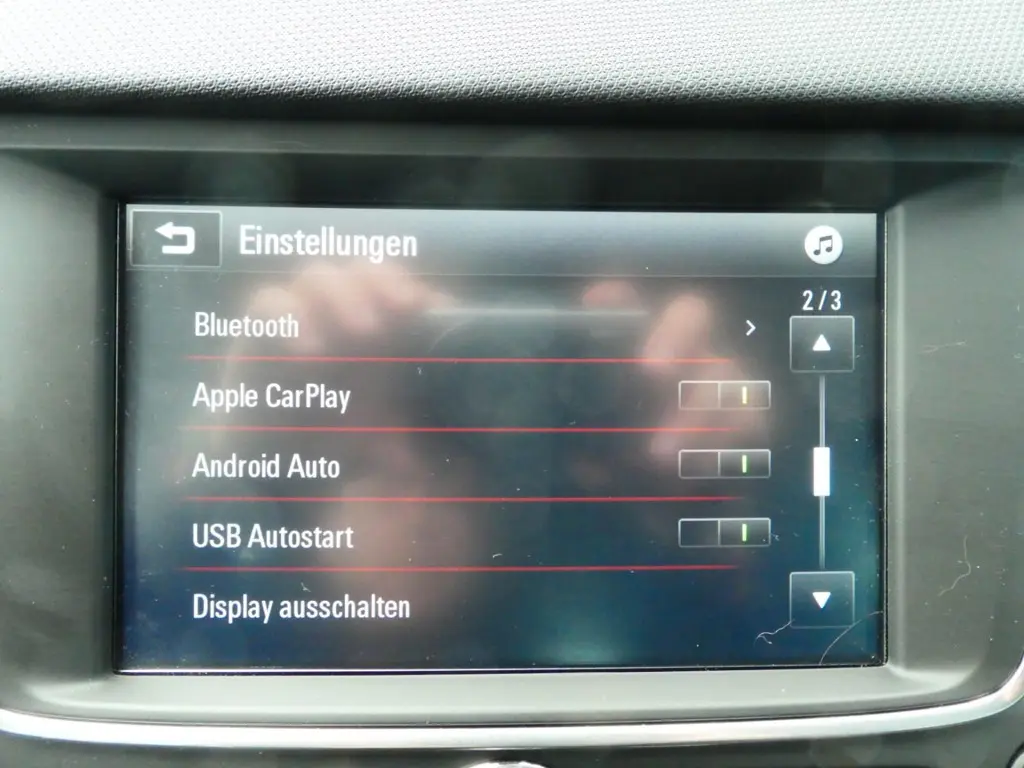 Einstellungen
2/3
Bluetooth
Apple CarPlay
Android Auto
USB Autostart
Display ausschalten